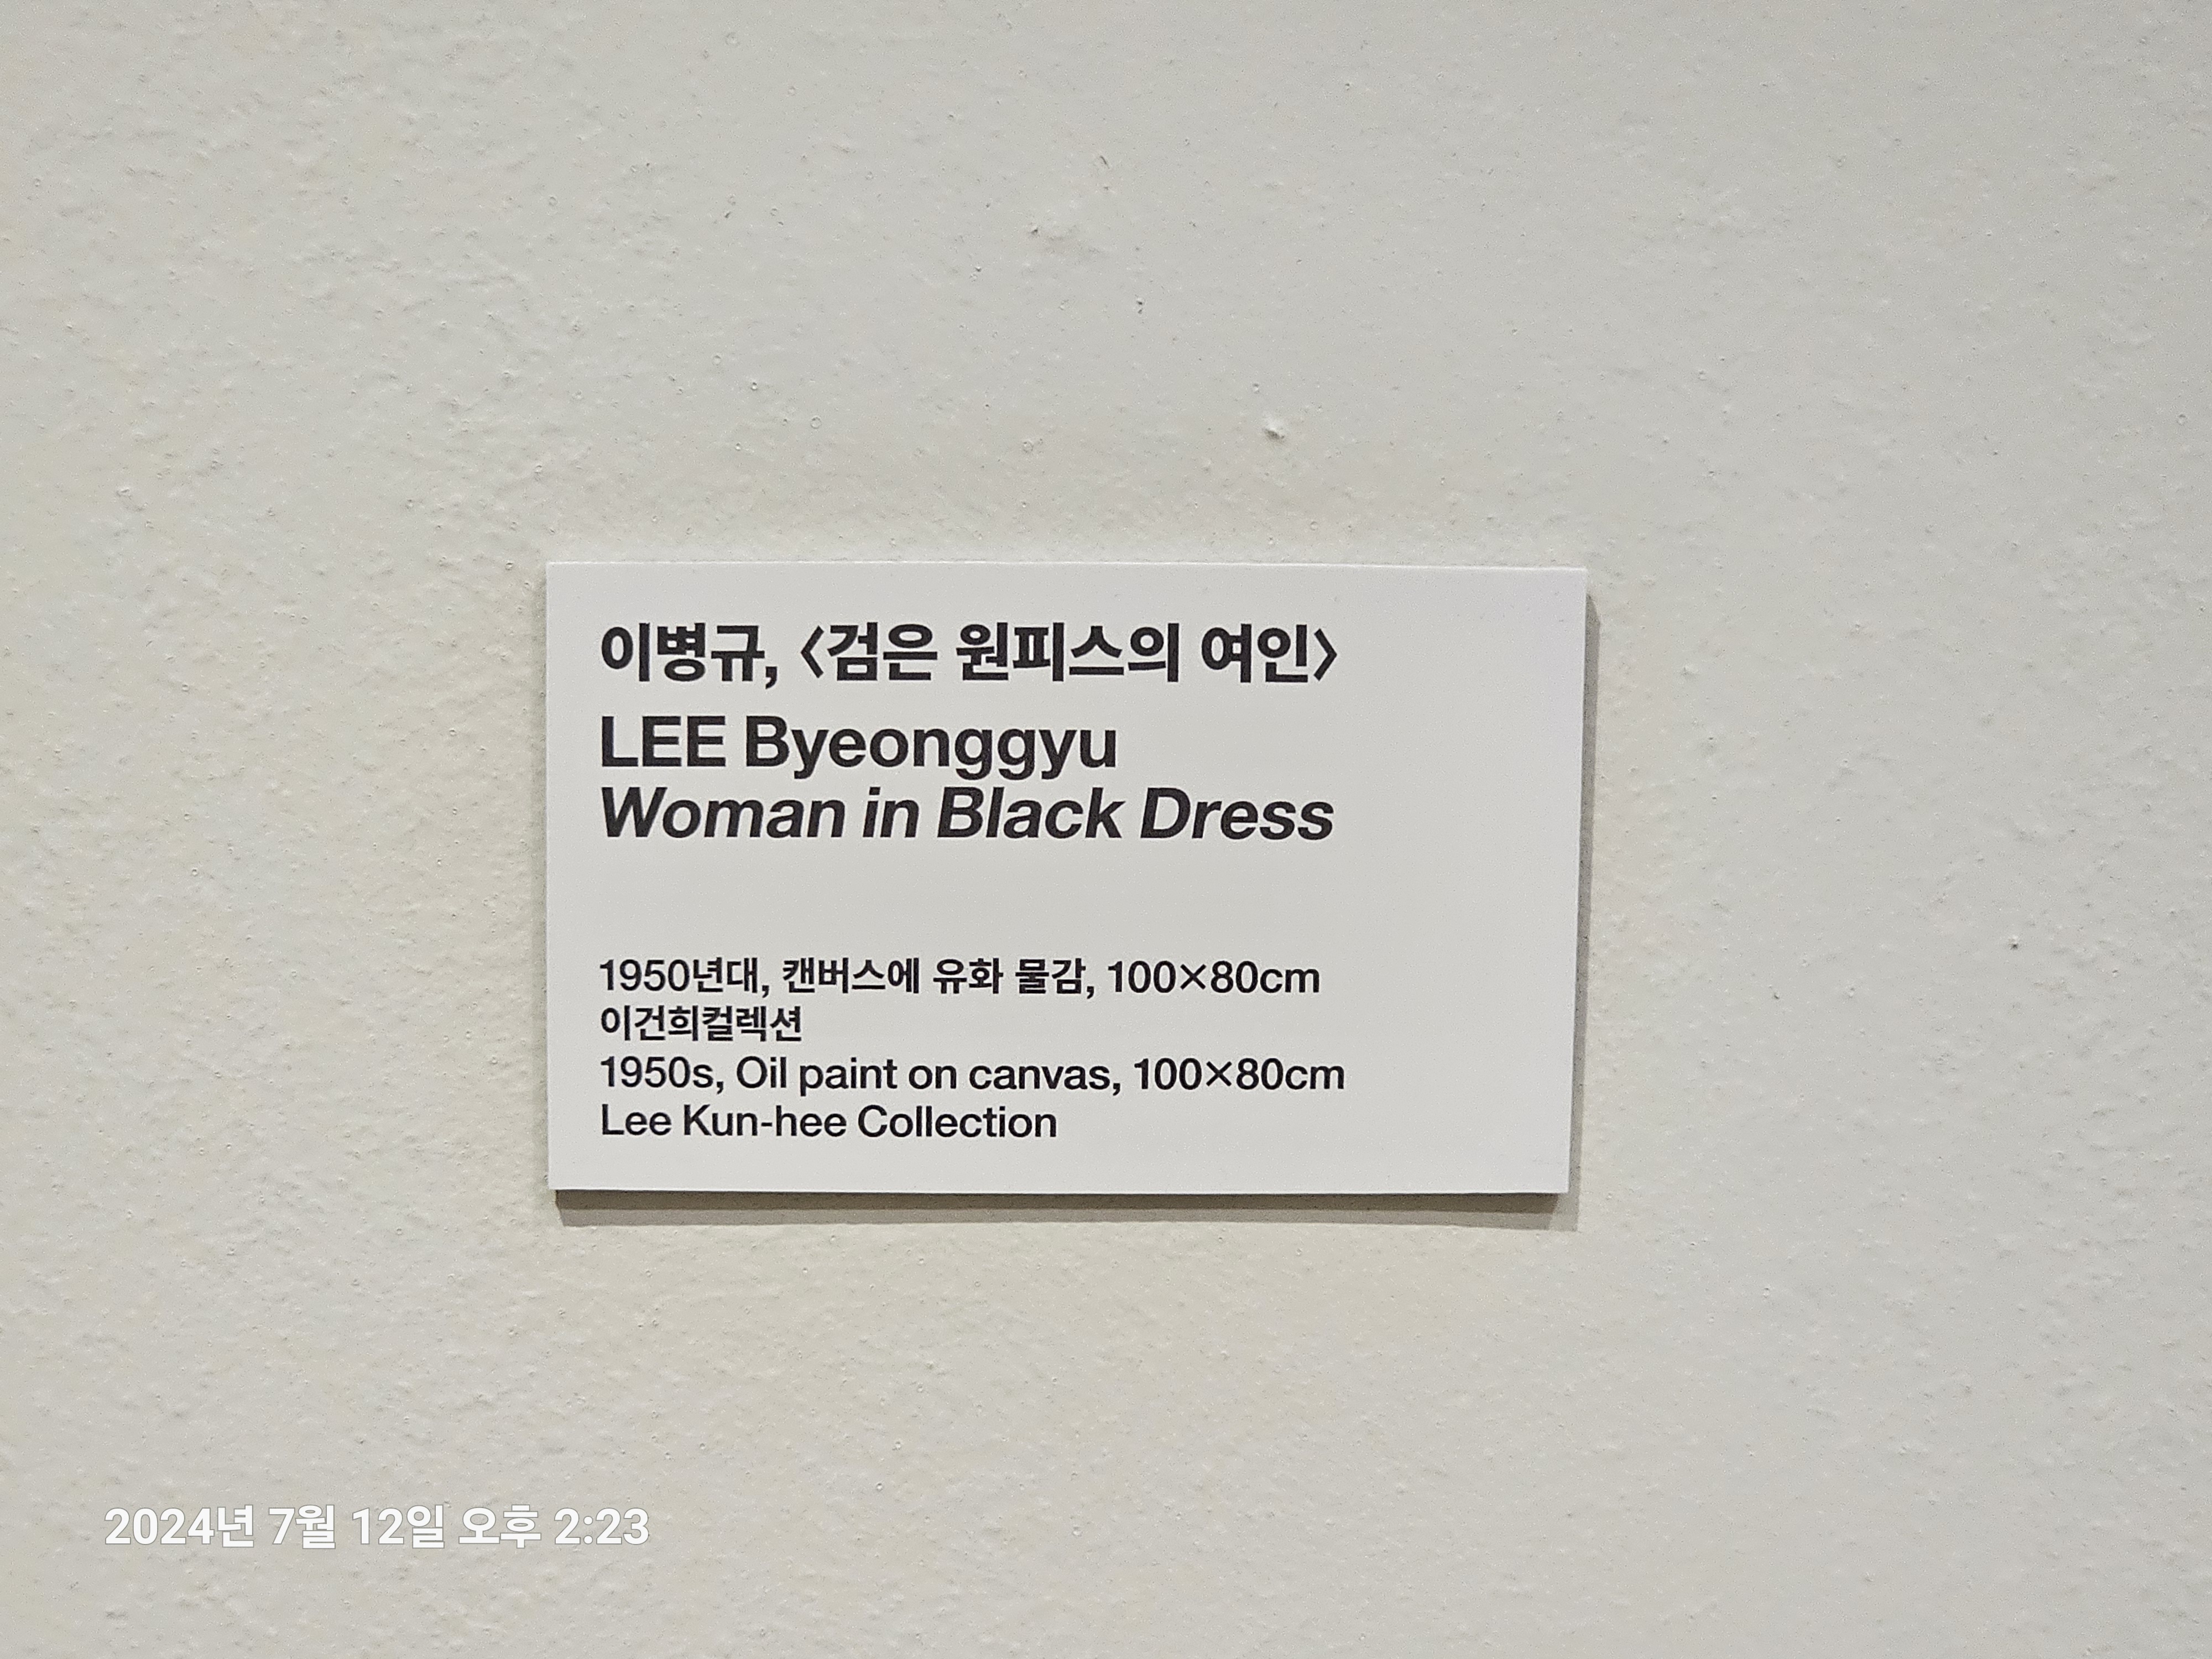 이병규, 〈검은 원피스의 여인〉
LEE Byeonggyu
Woman in Black Dress
1950년대, 캔버스에 유화 물감, 100×80cm
이건희컬렉션
1950s, Oil paint on canvas, 100×80cm
Lee Kun-hee Collection
2024년 7월 12일 오후 2:23